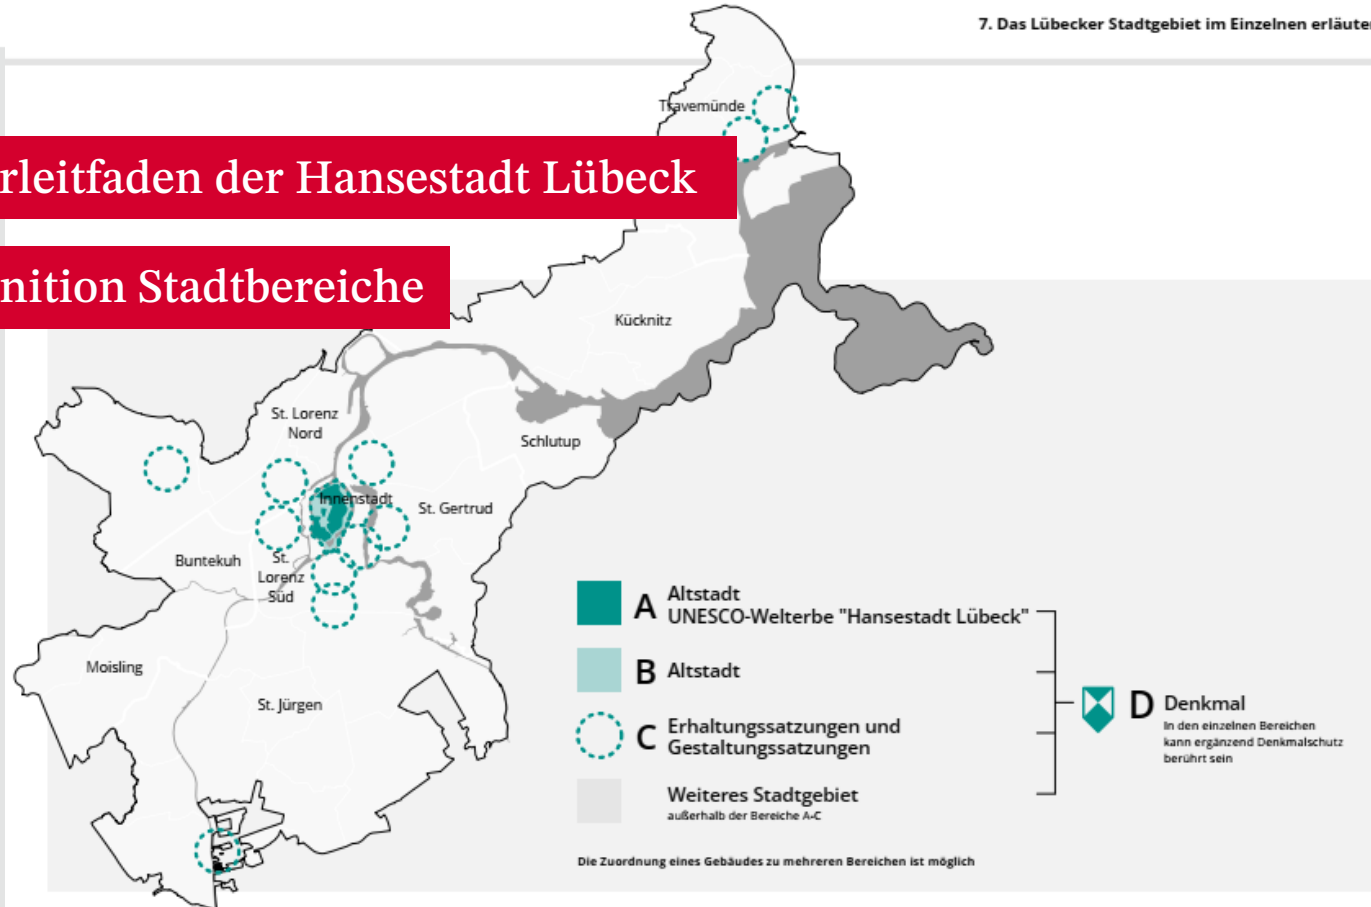 7. Das Lübecker Stadtgebiet im Einzelnen erläuter
Travemünde
rleitfaden der Hansestadt Lübeck
nition Stadtbereiche
Kücknitz
St. Lorenz
Nord
Schlutup
Innenstadt
St. Gertrud
Buntekuh
St.
Lorenz
Süd
Moisling
St. Jürgen
A Altstadt
UNESCO-Welterbe "Hansestadt Lübeck"
B Altstadt
C Erhaltungssatzungen und
Gestaltungssatzungen
Weiteres Stadtgebiet
außerhalb der Bereiche A-C
D Denkmal
In den einzelnen Bereichen
kann ergänzend Denkmalschutz
berührt sein
Die Zuordnung eines Gebäudes zu mehreren Bereichen ist möglich